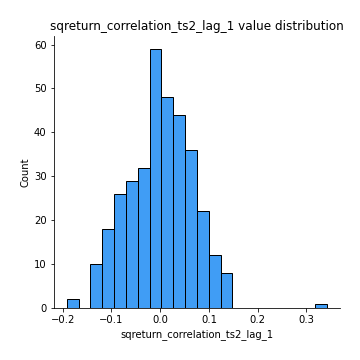 sqreturn_correlation_ts2_lag_1 value distribution
60
50
40
30
20
10
0
Count
−0.2 −0.1 0.0 0.1 0.2 0.3
sqreturn_correlation_ts2_lag_1